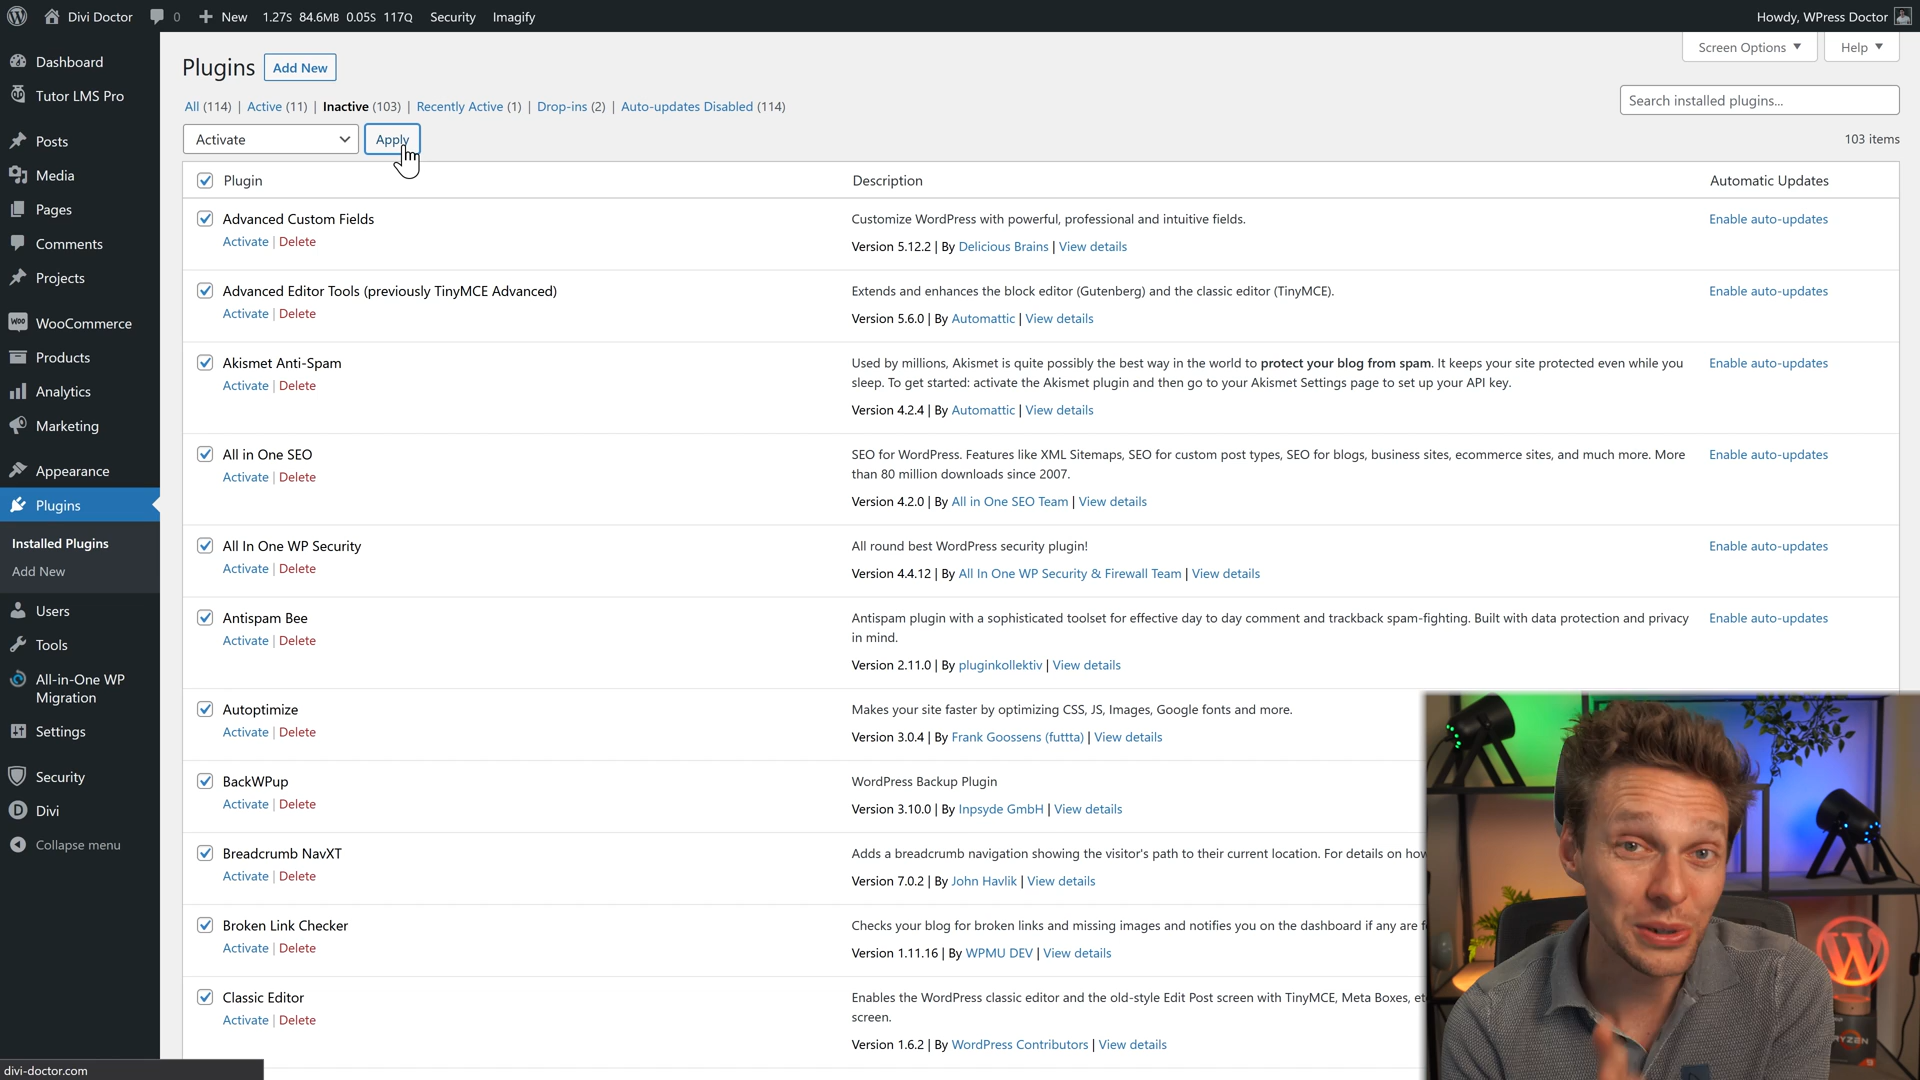 Divi Doctor 0 New 1.27S 84.6MB 0.05S 117Q Security Imagify Howdy, WPress Doctor
Screen Options Help
Plugins Add New
All (114) | Active (11) | Inactive (103) | Recently Active (1) | Drop-ins (2) | Auto-updates Disabled (114)
Search installed plugins...
Activate Apply 103 items
Dashboard
Tutor LMS Pro
Posts
Media
Pages
Comments
Projects
WooCommerce
Products
Analytics
Marketing
Appearance
Plugins
Installed Plugins
Add New
Users
Tools
All-in-One WP
Migration
Settings
Security
Divi
Collapse menu
Plugin Description Automatic Updates
Advanced Custom Fields
Activate | Delete
Customize WordPress with powerful, professional and intuitive fields.
Version 5.12.2 | By Delicious Brains | View details
Enable auto-updates
Advanced Editor Tools (previously TinyMCE Advanced)
Activate | Delete
Extends and enhances the block editor (Gutenberg) and the classic editor (TinyMCE).
Version 5.6.0 | By Automattic | View details
Enable auto-updates
Akismet Anti-Spam
Activate | Delete
Used by millions, Akismet is quite possibly the best way in the world to protect your blog from spam. It keeps your site protected even while you
sleep. To get started: activate the Akismet plugin and then go to your Akismet Settings page to set up your API key.
Version 4.2.4 | By Automattic | View details
Enable auto-updates
All in One SEO
Activate | Delete
SEO for WordPress. Features like XML Sitemaps, SEO for custom post types, SEO for blogs, business sites, ecommerce sites, and much more. More
than 80 million downloads since 2007.
Version 4.2.0 | By All in One SEO Team | View details
Enable auto-updates
All In One WP Security
Activate | Delete
All round best WordPress security plugin!
Version 4.4.12 | By All In One WP Security & Firewall Team | View details
Enable auto-updates
Antispam Bee
Activate | Delete
Antispam plugin with a sophisticated toolset for effective day to day comment and trackback spam-fighting. Built with data protection and privacy
in mind.
Version 2.11.0 | By pluginkollektiv | View details
Enable auto-updates
Autoptimize
Activate | Delete
Makes your site faster by optimizing CSS, JS, Images, Google fonts and more.
Version 3.0.4 | By Frank Goossens (futtta) | View details
BackWPup
Activate | Delete
WordPress Backup Plugin
Version 3.10.0 | By Inpsyde GmbH | View details
Breadcrumb NavXT
Activate | Delete
Adds a breadcrumb navigation showing the visitor's path to their current location. For details on how
Version 7.0.2 | By John Havlik | View details
Broken Link Checker
Activate | Delete
Checks your blog for broken links and missing images and notifies you on the dashboard if any are
Version 1.11.16 | By WPMU DEV | View details
Classic Editor
Activate | Delete
Enables the WordPress classic editor and the old-style Edit Post screen with TinyMCE, Meta Boxes,
screen.
Version 1.6.2 | By WordPress Contributors | View details
divi-doctor.com